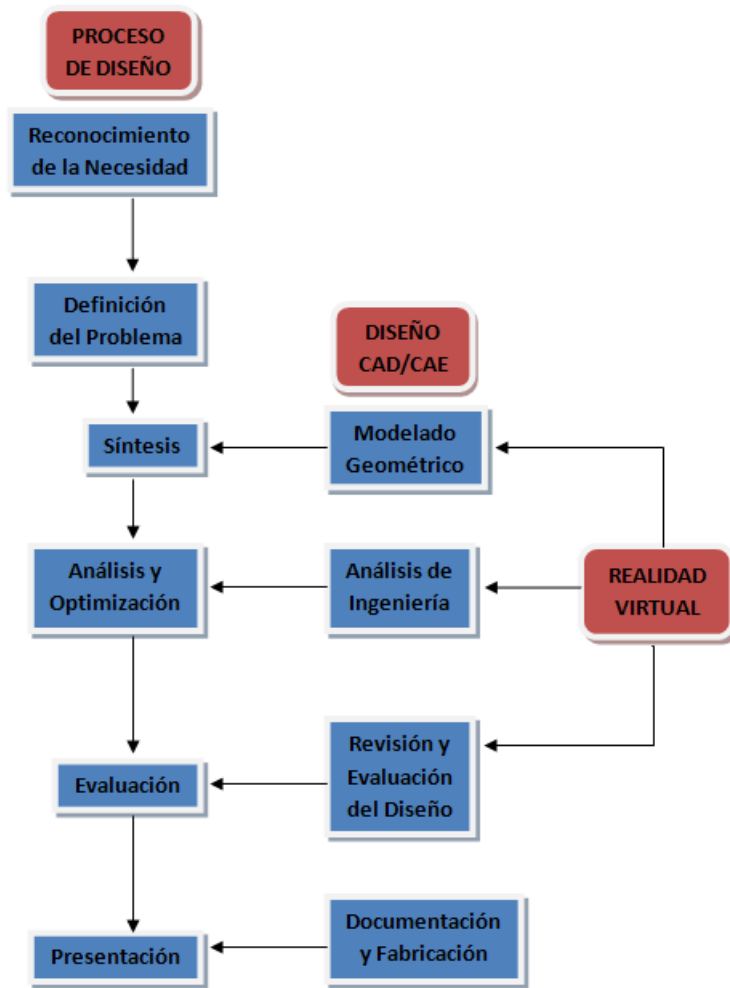 PROCESO
DE DISEÑO
Reconocimiento
de la Necesidad
Definición
del Problema
DISEÑO
CAD/CAE
Síntesis
Modelado
Geométrico
Análisis y
Optimización
Análisis de
Ingeniería
REALIDAD
VIRTUAL
Evaluación
Revisión y
Evaluación
del Diseño
Presentación
Documentación
y Fabricación